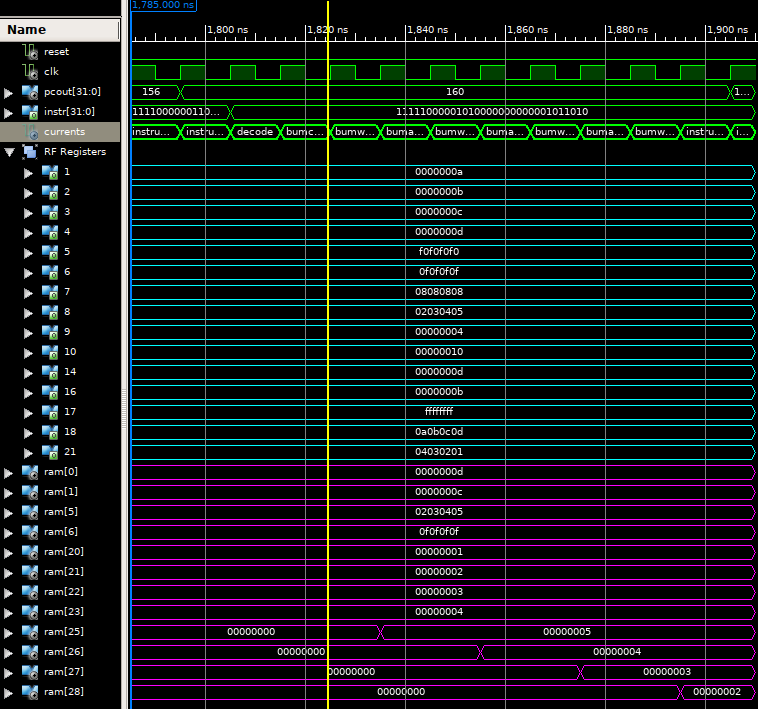 1,785.000 ns
1,800 ns 1,820 ns 1,840 ns 1,860 ns 1,880 ns 1,900 ns
Name
reset
clk
pcout[31:0] 156 160 1...
instr[31:0] 1111000000110... 11111000010100000000000001011010
currents instru... instru... decode bumc... bumw... buma... bumw... buma... bumw... buma... bumw... instru... i...
RF Registers
1 0000000a
2 0000000b
3 0000000c
4 0000000d
5 f0f0f0f0
6 0f0f0f0f
7 08080808
8 02030405
9 00000004
10 00000010
14 0000000d
16 0000000b
17 ffffffff
18 0a0b0c0d
21 04030201
ram[0] 0000000d
ram[1] 0000000c
ram[5] 02030405
ram[6] 0f0f0f0f
ram[20] 00000001
ram[21] 00000002
ram[22] 00000003
ram[23] 00000004
ram[25] 00000000 00000005
ram[26] 00000000 00000004
ram[27] 00000000 00000003
ram[28] 00000000 00000002